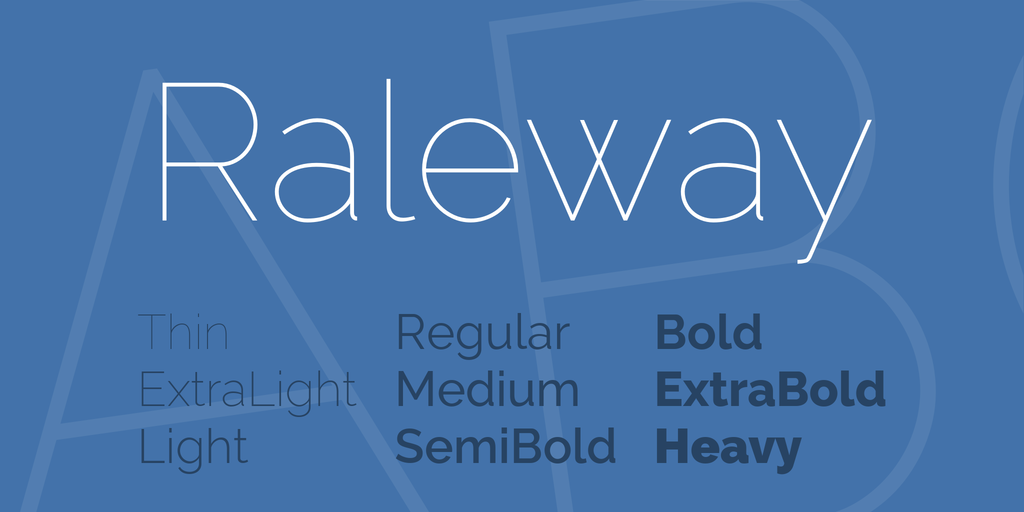 Raleway
Thin
ExtraLight
Light
Regular
Medium
SemiBold
Bold
ExtraBold
Heavy
A B